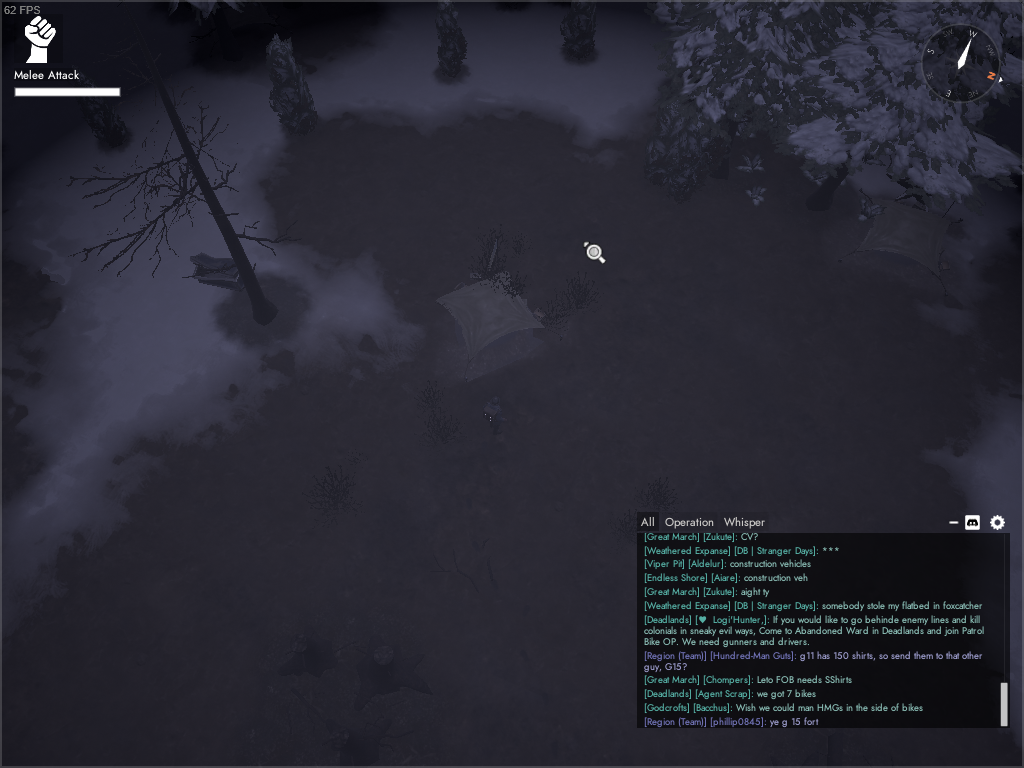 62 FPS
Melee Attack
W
S
N
E
All Operation Whisper
[Great March] [Zukute]: CV?
[Weathered Expanse] [DB | Stranger Days]: ***
[Viper Pit] [Aldelur]: construction vehicles
[Endless Shore] [Aiare]: construction veh
[Great March] [Zukute]: aight ty
[Weathered Expanse] [DB | Stranger Days]: somebody stole my flatbed in foxcatcher
[Deadlands] [♥ Logi'Hunter,]: If you would like to go behinde enemy lines and kill
colonials in sneaky evil ways, Come to Abandoned Ward in Deadlands and join Patrol
Bike OP. We need gunners and drivers.
[Region (Team)] [Hundred-Man Guts]: g11 has 150 shirts, so send them to that other
guy, G15?
[Great March] [Chompers]: Leto FOB needs SShirts
[Deadlands] [Agent Scrap]: we got 7 bikes
[Godcrofts] [Bacchus]: Wish we could man HMGs in the side of bikes
[Region (Team)] [phillip0845]: ye g 15 fort